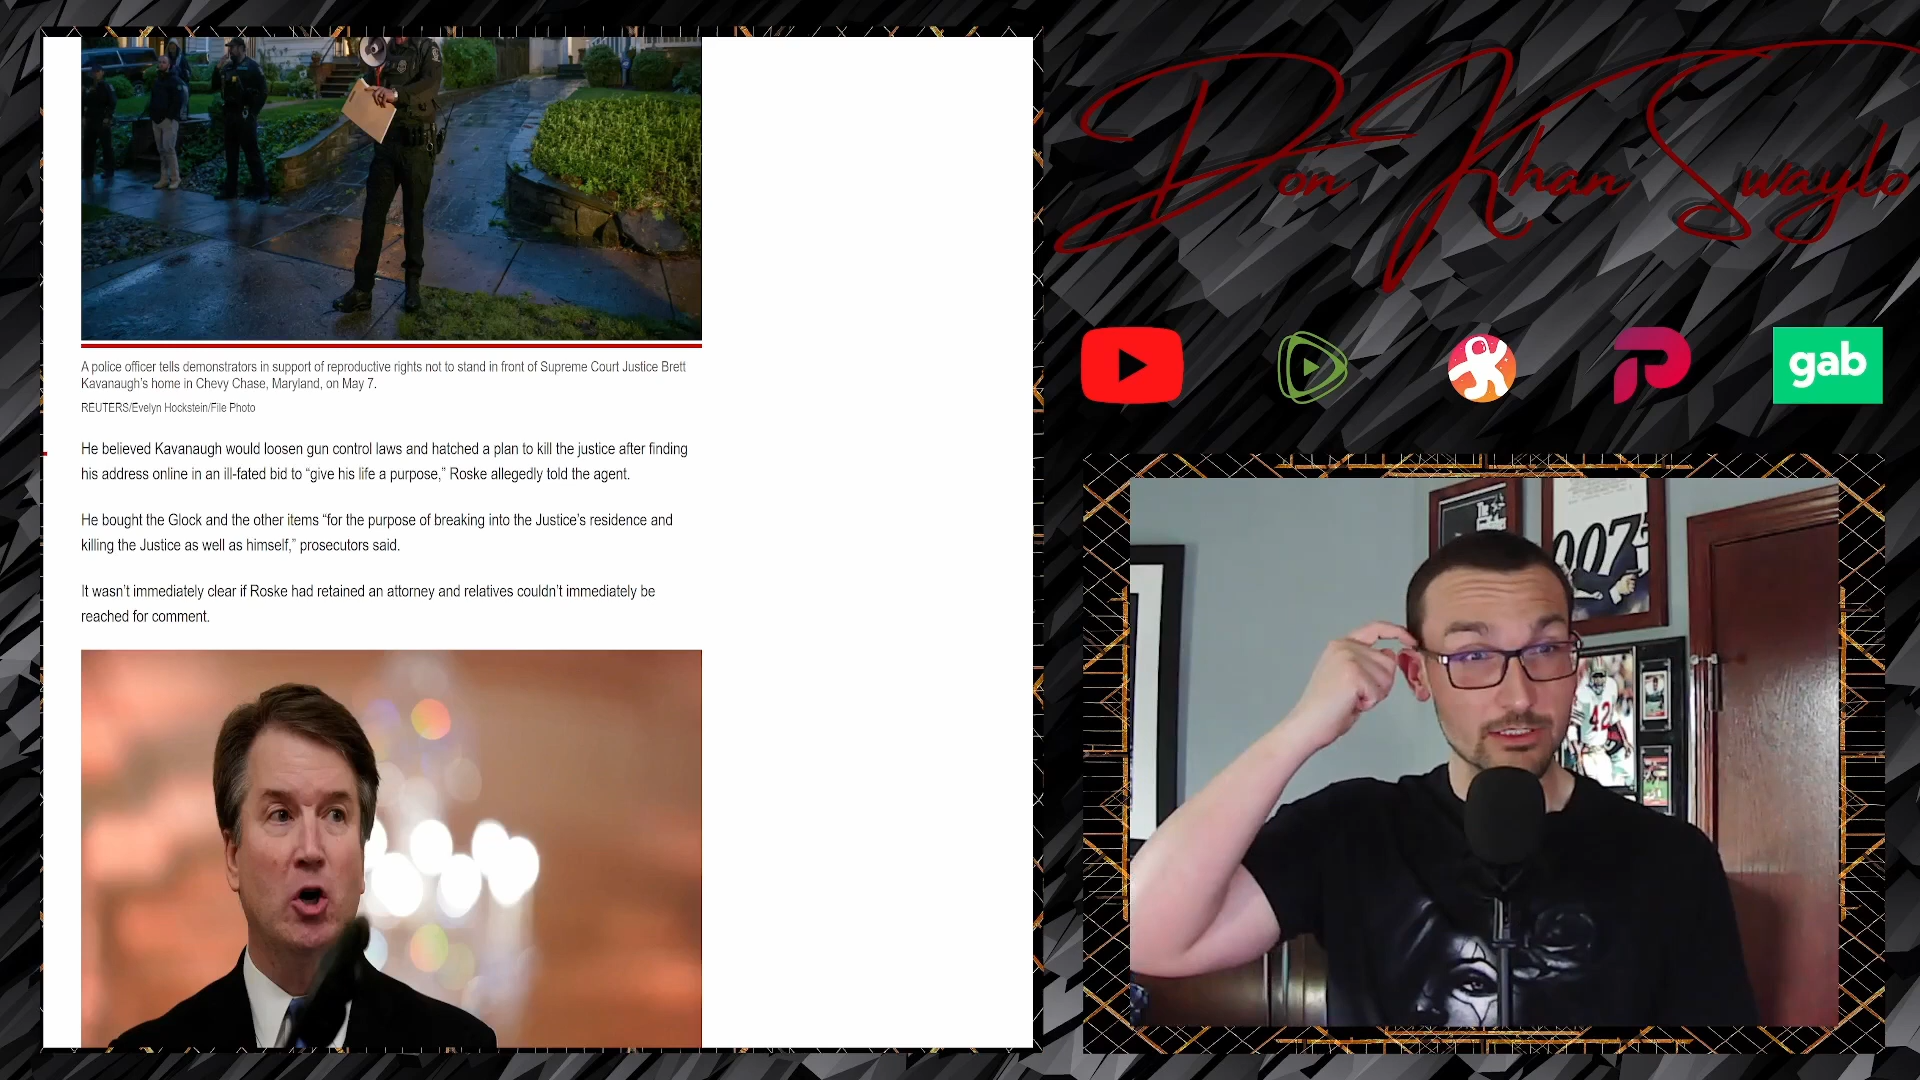 A police officer tells demonstrators in support of reproductive rights not to stand in front of Supreme Court Justice Brett
Kavanaugh's home in Chevy Chase, Maryland, on May 7.
REUTERS/Evelyn Hockstein/File Photo
He believed Kavanaugh would loosen gun control laws and hatched a plan to kill the justice after finding
his address online in an ill-fated bid to “give his life a purpose,” Roske allegedly told the agent.
He bought the Glock and the other items “for the purpose of breaking into the Justice’s residence and
killing the Justice as well as himself,” prosecutors said.
It wasn’t immediately clear if Roske had retained an attorney and relatives couldn’t immediately be
reached for comment.
Don Khan Swaylo
gab
007
42